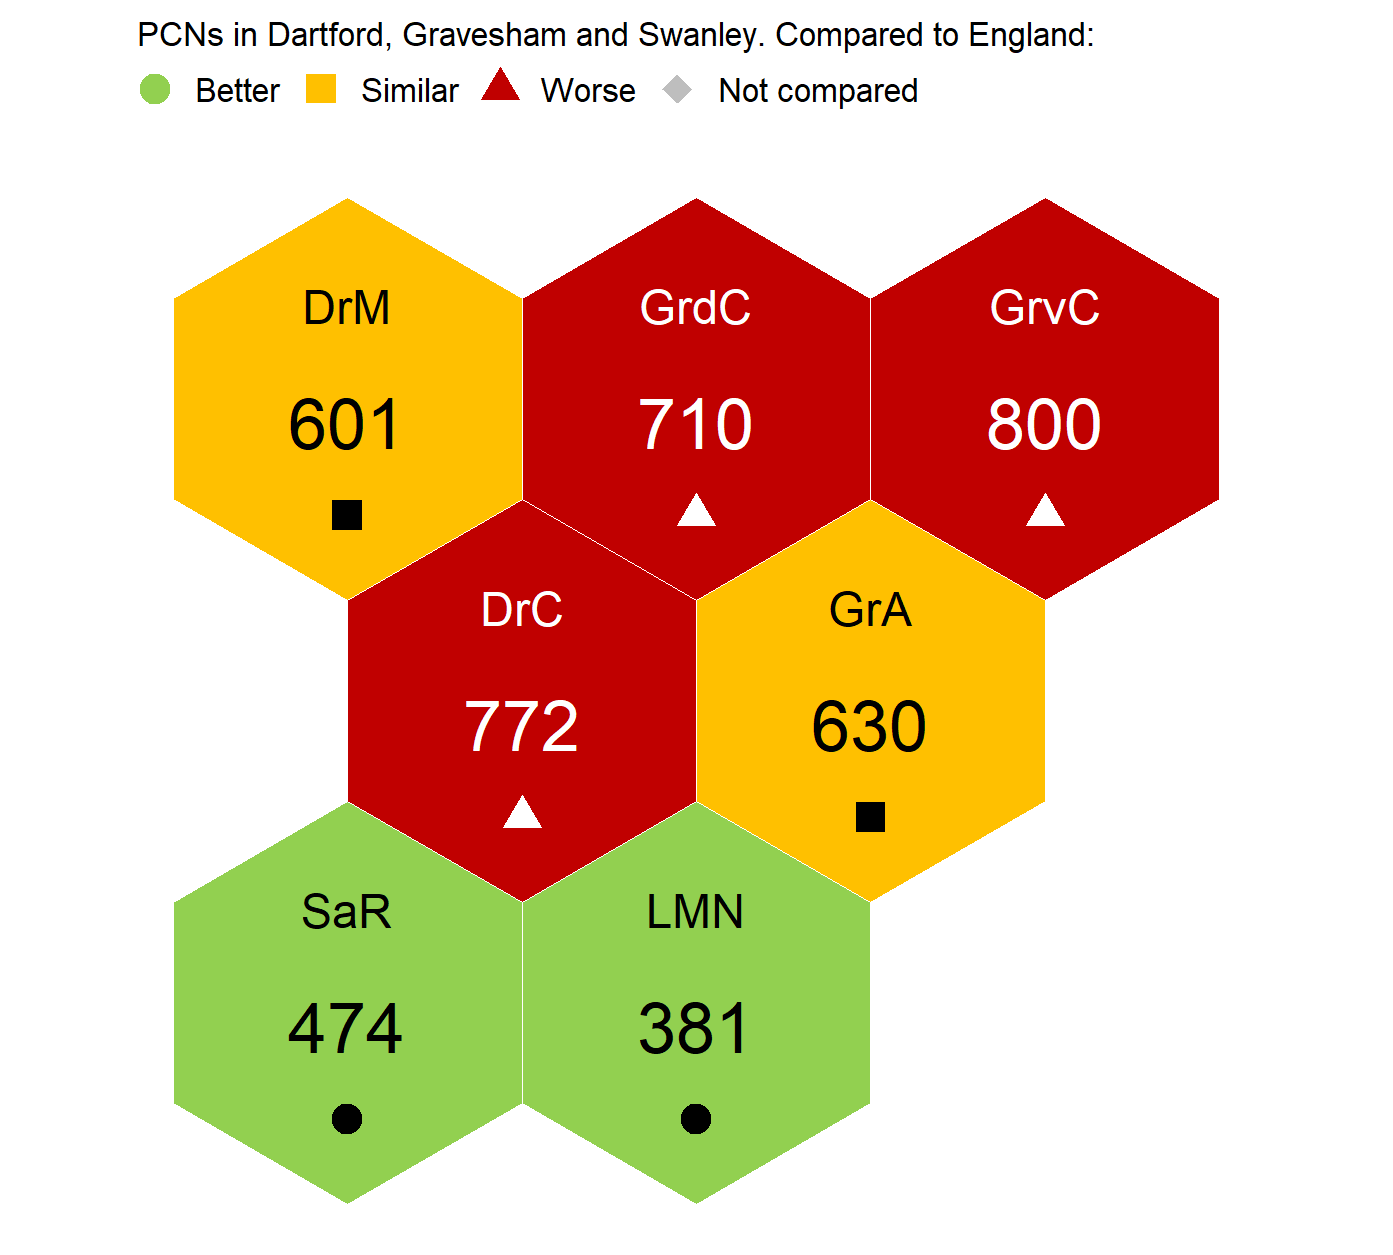 PCNs in Dartford, Gravesham and Swanley. Compared to England:
Better Similar Worse Not compared
DrM GrdC GrvC
601 710 800
DrC GrA
772 630
SaR LMN
474 381